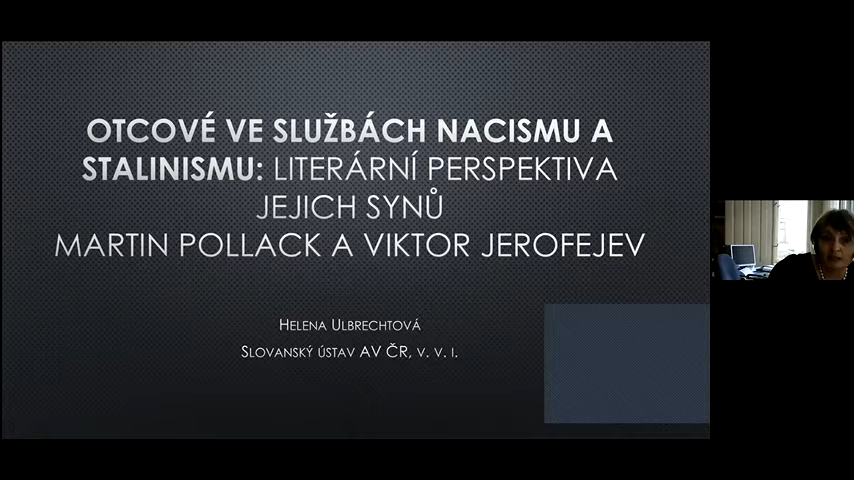 OTCOVÉ VE SLUŽBÁCH NACISMU A
STALINISMU: LITERÁRNÍ PERSPEKTIVA
JEJICH SYNŮ
MARTIN POLLACK A VIKTOR JEROFEJEV
HELENA ULBRECHTOVÁ
SLOVANSKÝ ÚSTAV AV ČR, V. V. I.